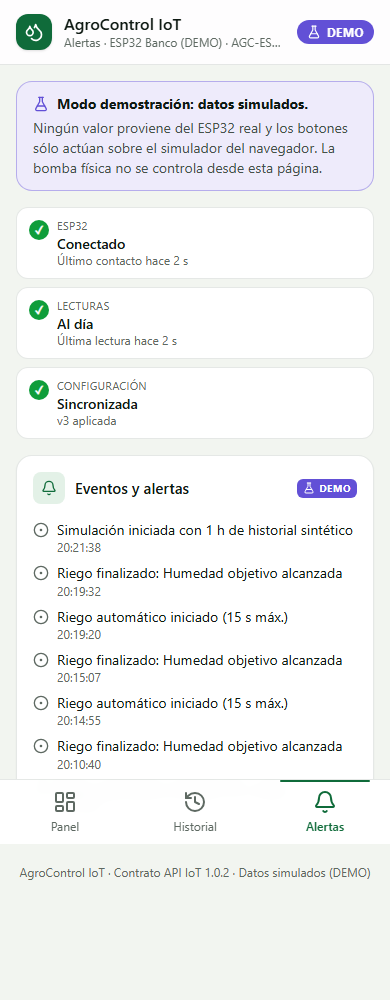 AgroControl IoT
Alertas · ESP32 Banco (DEMO) · AGC-ES...
DEMO
Modo demostración: datos simulados.
Ningún valor proviene del ESP32 real y los botones
sólo actúan sobre el simulador del navegador. La
bomba física no se controla desde esta página.
ESP32
Conectado
Último contacto hace 2 s
LECTURAS
Al día
Última lectura hace 2 s
CONFIGURACIÓN
Sincronizada
v3 aplicada
Eventos y alertas
DEMO
Simulación iniciada con 1 h de historial sintético
20:21:38
Riego finalizado: Humedad objetivo alcanzada
20:19:32
Riego automático iniciado (15 s máx.)
20:19:20
Riego finalizado: Humedad objetivo alcanzada
20:15:07
Riego automático iniciado (15 s máx.)
20:14:55
Riego finalizado: Humedad objetivo alcanzada
20:10:40
Panel
Historial
Alertas
AgroControl IoT · Contrato API IoT 1.0.2 · Datos simulados (DEMO)